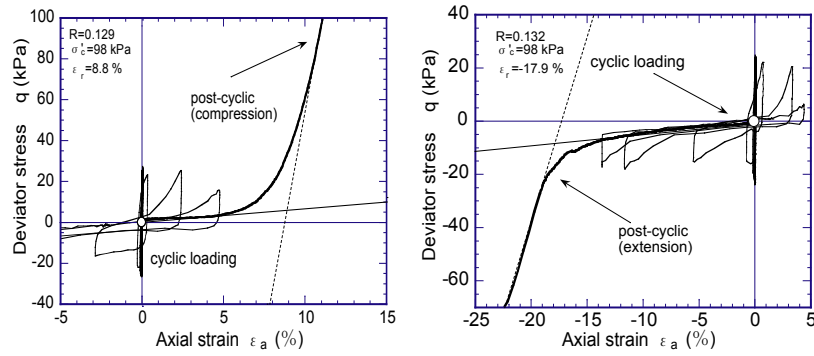 R=0.129
σ'c=98 kPa
εr=8.8 %
post-cyclic
(compression)
cyclic loading
Deviator stress q (kPa)
100
80
60
40
20
0
-20
-40
-5
0
5
10
15
Axial strain εa (%)
R=0.132
σ'c=98 kPa
εr=-17.9 %
cyclic loading
post-cyclic
(extension)
Deviator stress q (kPa)
40
20
0
-20
-40
-60
-25
-20
-15
-10
-5
0
5
Axial strain εa (%)